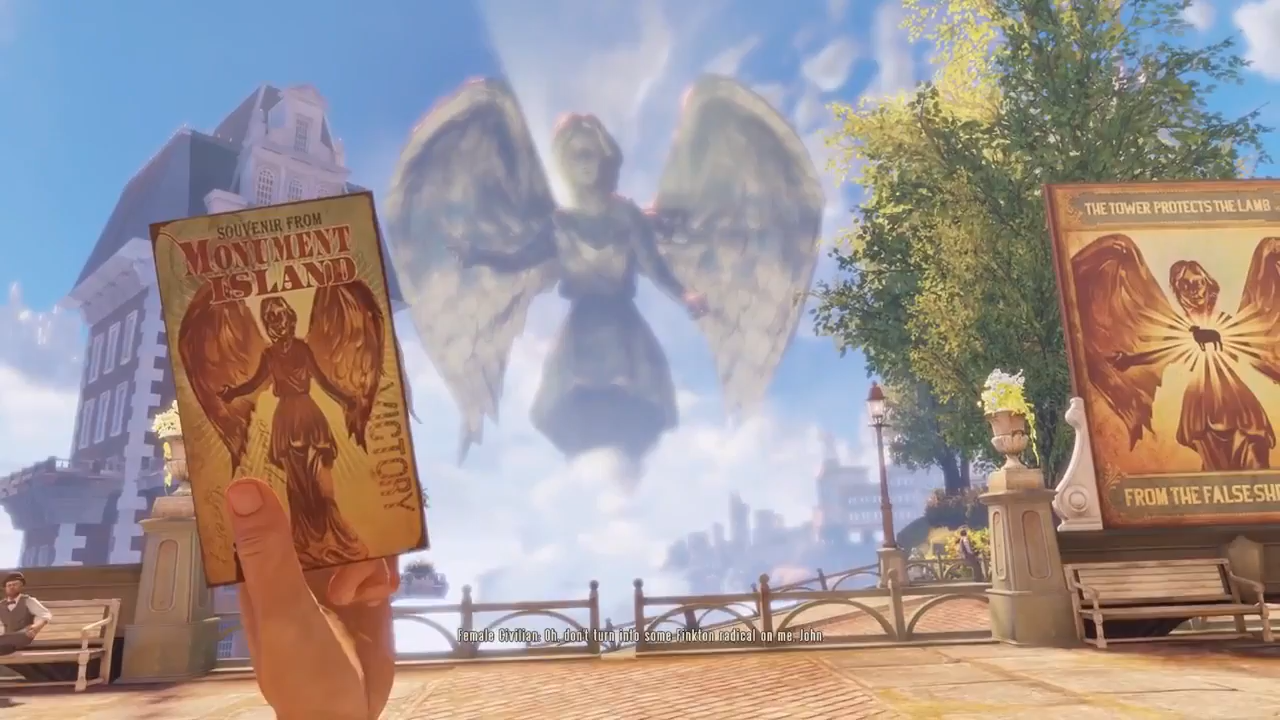 SOUVENIR FROM
MONUMENT
ISLAND
VICTORY
THE TOWER PROTECTS THE LAMB
FROM THE FALSE SHE
Female Civilian: Oh, don't turn into some Finkton radical on me John.